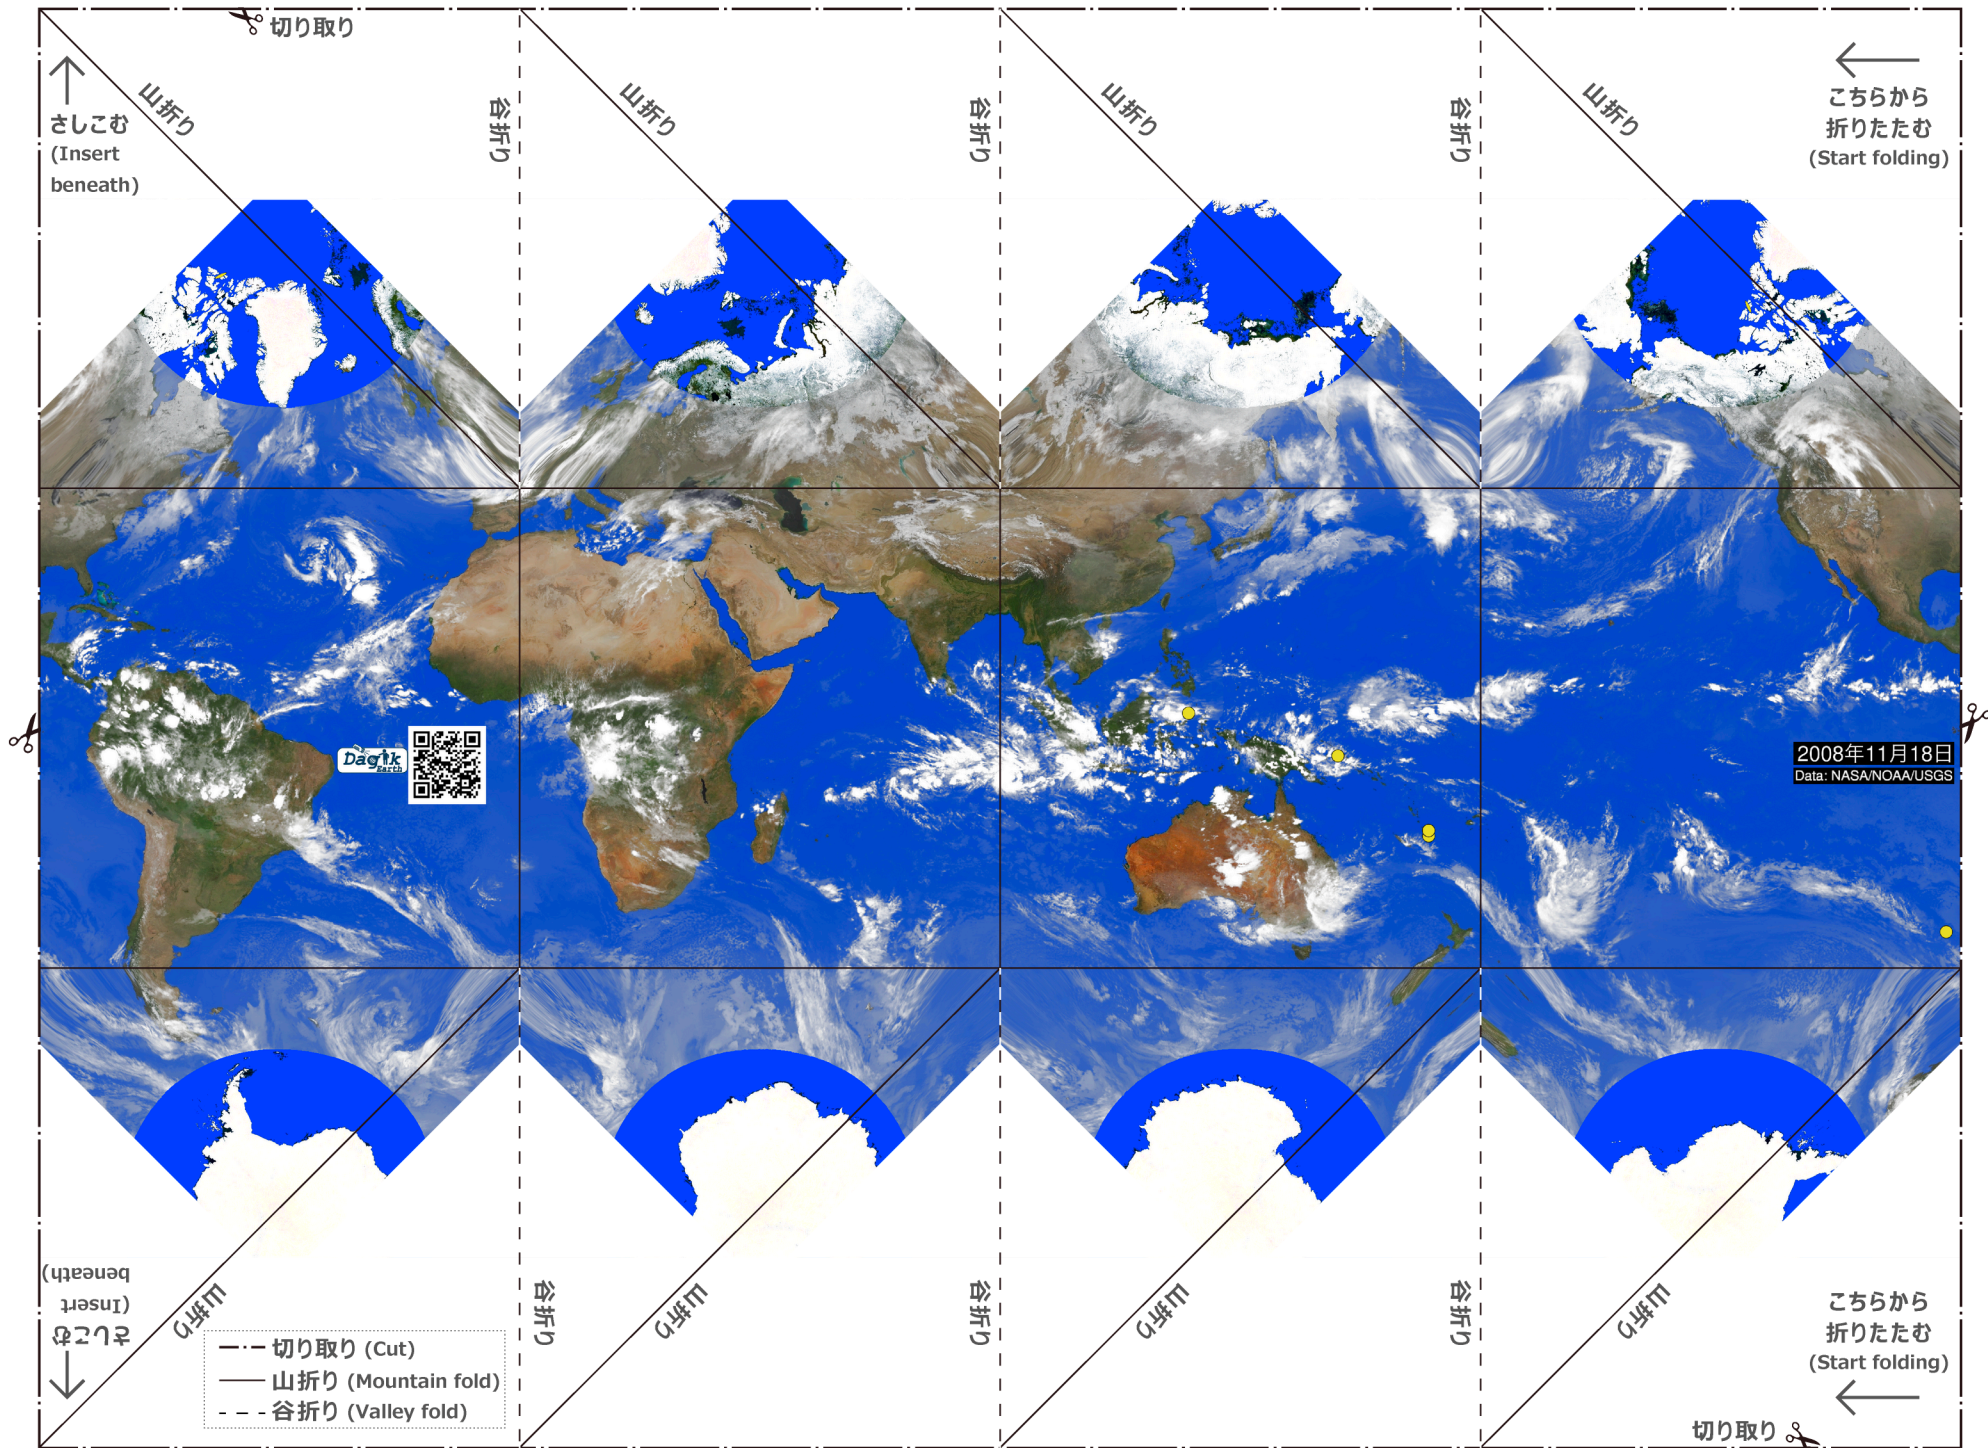 切り取り
さしこむ
(Insert
beneath)
山折り
谷折り
山折り
谷折り
山折り
谷折り
山折り
こちらから
折りたたむ
(Start folding)
Dagik
Earth
2008年11月18日
Data: NASA/NOAA/USGS
さしこむ
(Insert
beneath)
山折り
谷折り
山折り
谷折り
山折り
谷折り
山折り
こちらから
折りたたむ
(Start folding)
切り取り (Cut)
山折り (Mountain fold)
谷折り (Valley fold)
切り取り